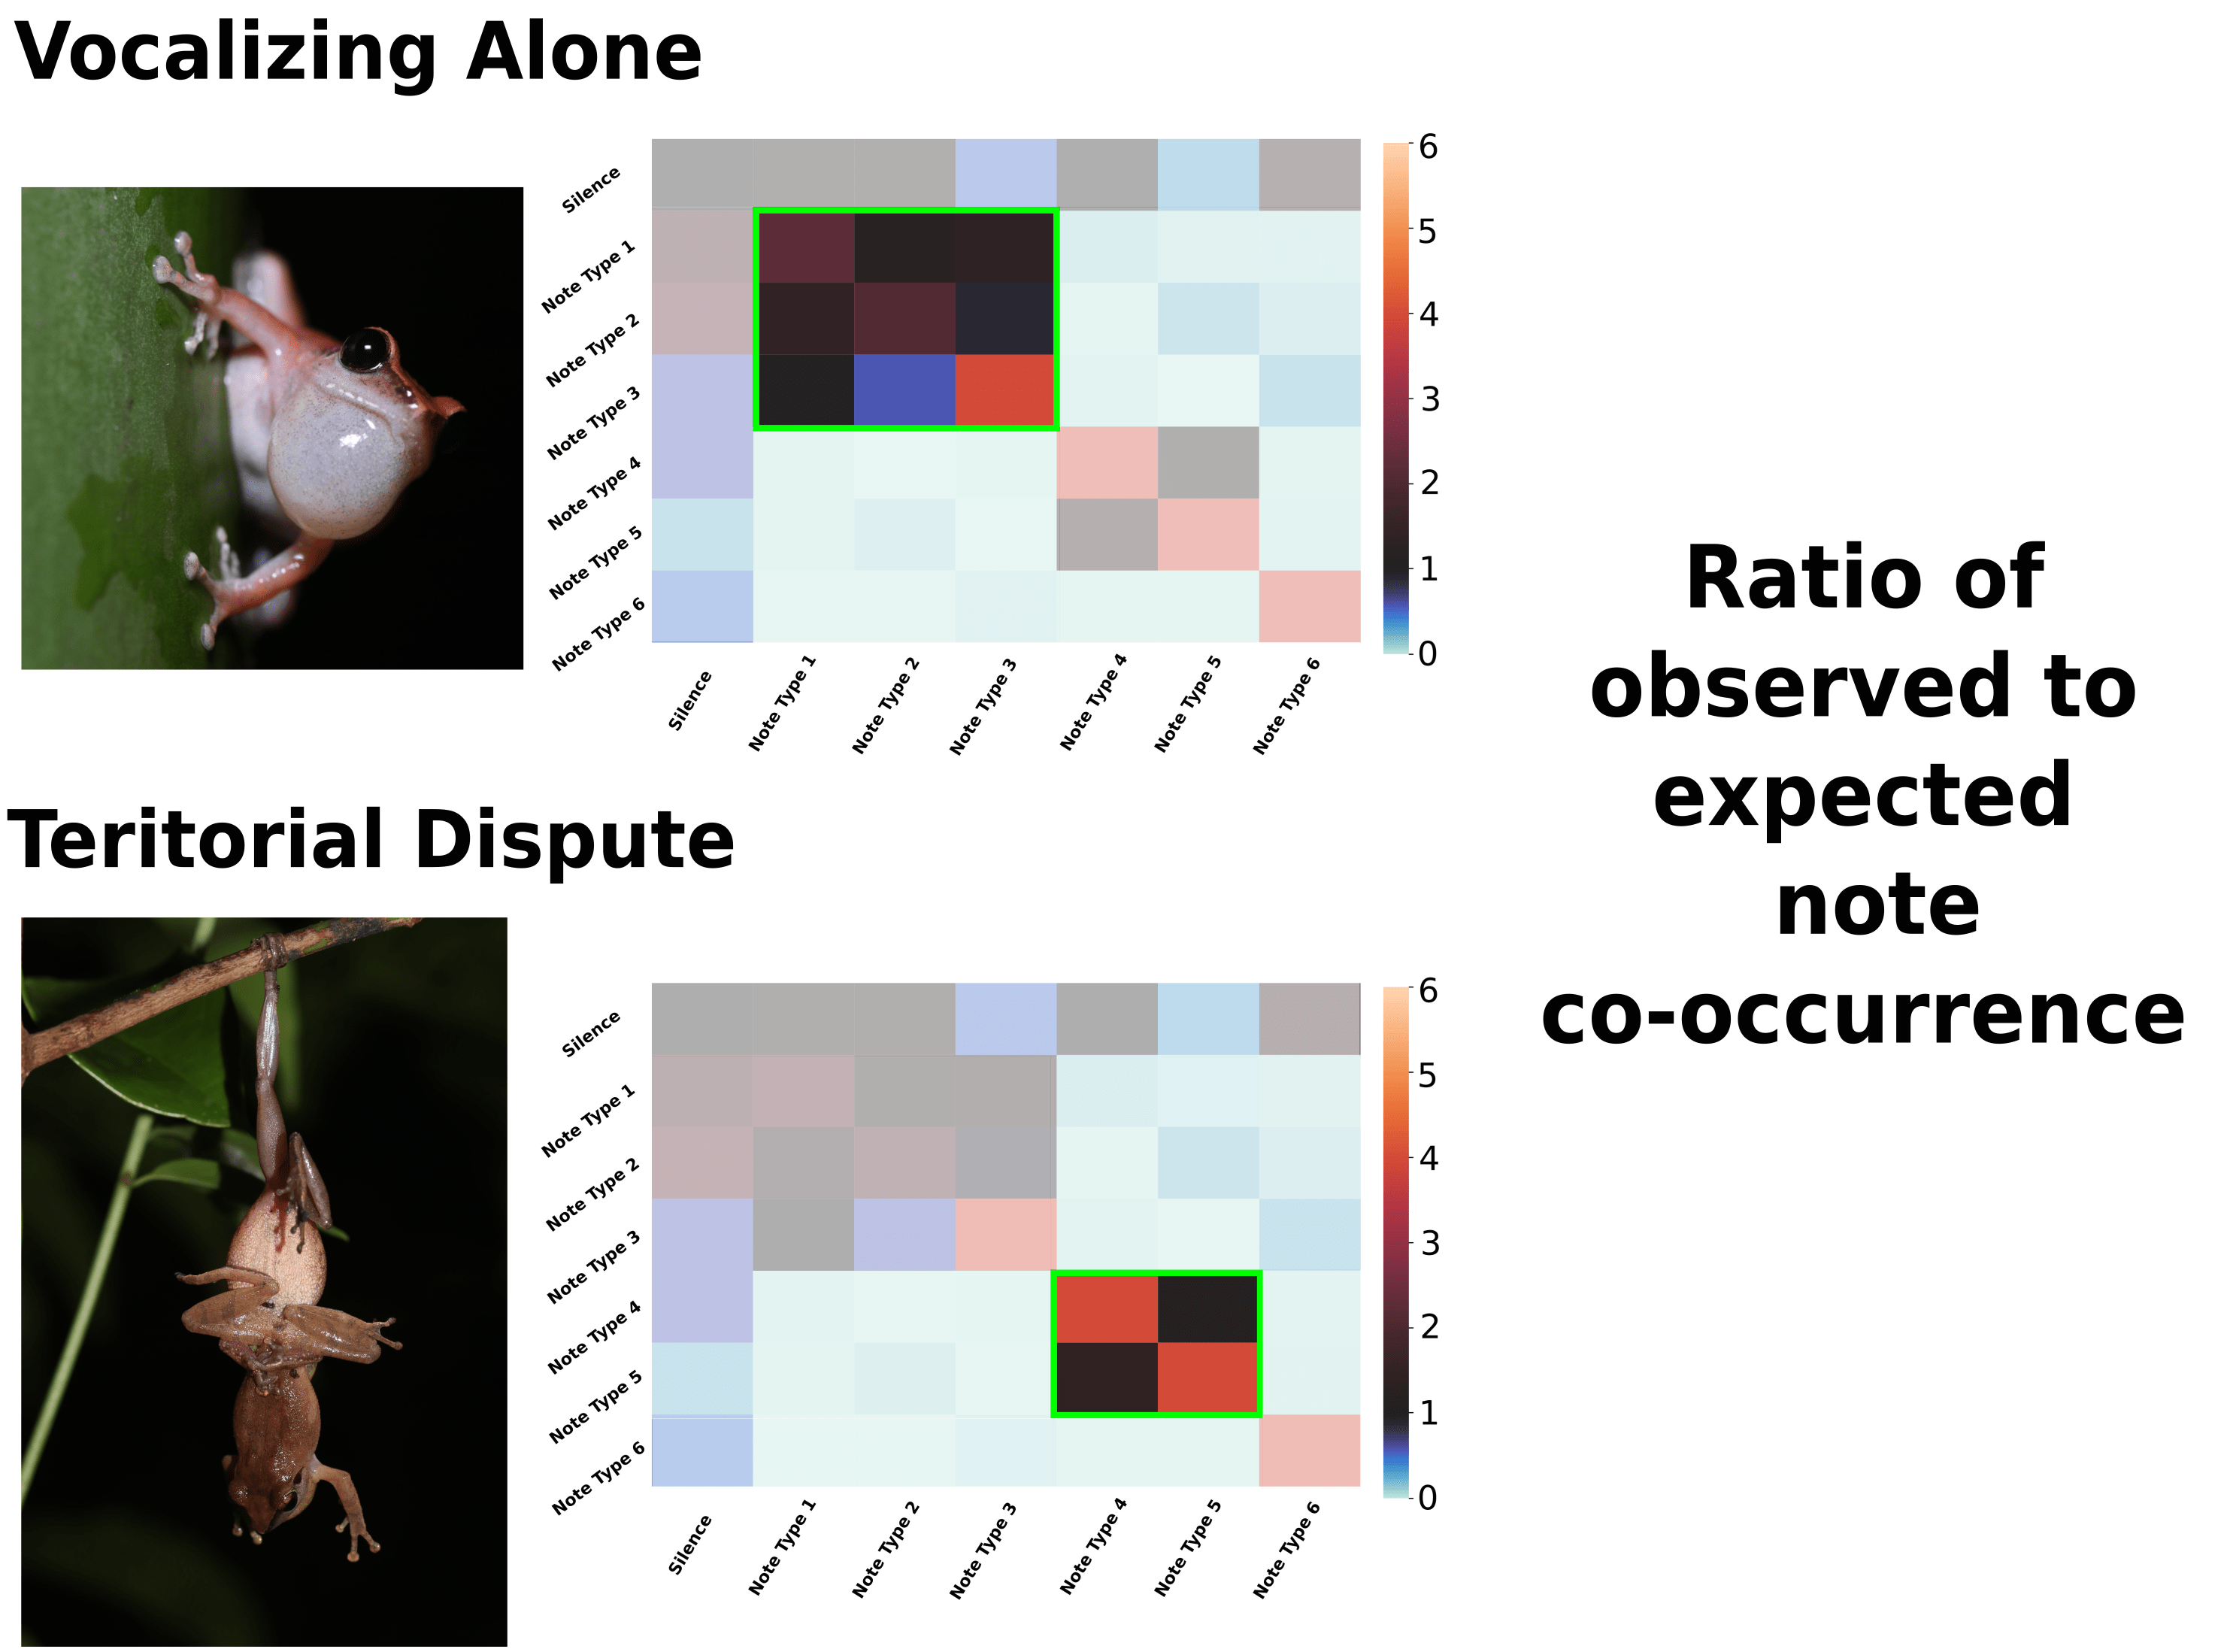 Vocalizing Alone
Silence
Note Type 1
Note Type 2
Note Type 3
Note Type 4
Note Type 5
Note Type 6
Silence
Note Type 1
Note Type 2
Note Type 3
Note Type 4
Note Type 5
Note Type 6
6
5
4
3
2
1
0
Teritorial Dispute
Silence
Note Type 1
Note Type 2
Note Type 3
Note Type 4
Note Type 5
Note Type 6
Silence
Note Type 1
Note Type 2
Note Type 3
Note Type 4
Note Type 5
Note Type 6
6
5
4
3
2
1
0
Ratio of
observed to
expected
note
co-occurrence